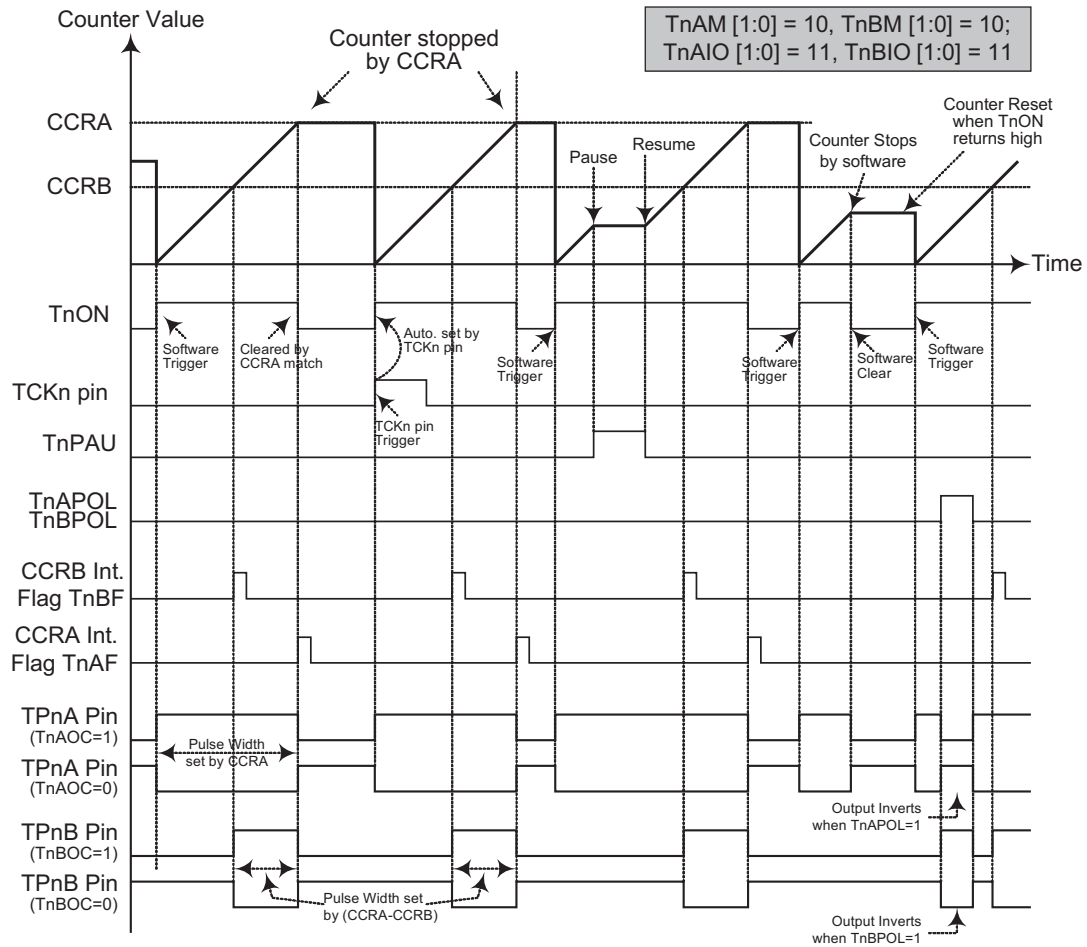 Counter Value
TnAM [1:0] = 10, TnBM [1:0] = 10;
TnAIO [1:0] = 11, TnBIO [1:0] = 11
Counter stopped
by CCRA
CCRA
CCRB
Pause
Resume
Counter Stops
by software
Counter Reset
when TnON
returns high
Time
TnON
Software
Trigger
Cleared by
CCRA match
Auto. set by
TCKn pin
Software
Trigger
Software
Trigger
Software
Clear
Software
Trigger
TCKn pin
TCKn pin
Trigger
TnPAU
TnAPOL
TnBPOL
CCRB Int.
Flag TnBF
CCRA Int.
Flag TnAF
TPnA Pin
(TnAOC=1)
Pulse Width
set by CCRA
TPnA Pin
(TnAOC=0)
Output Inverts
when TnAPOL=1
TPnB Pin
(TnBOC=1)
TPnB Pin
(TnBOC=0)
Pulse Width set
by (CCRA-CCRB)
Output Inverts
when TnBPOL=1